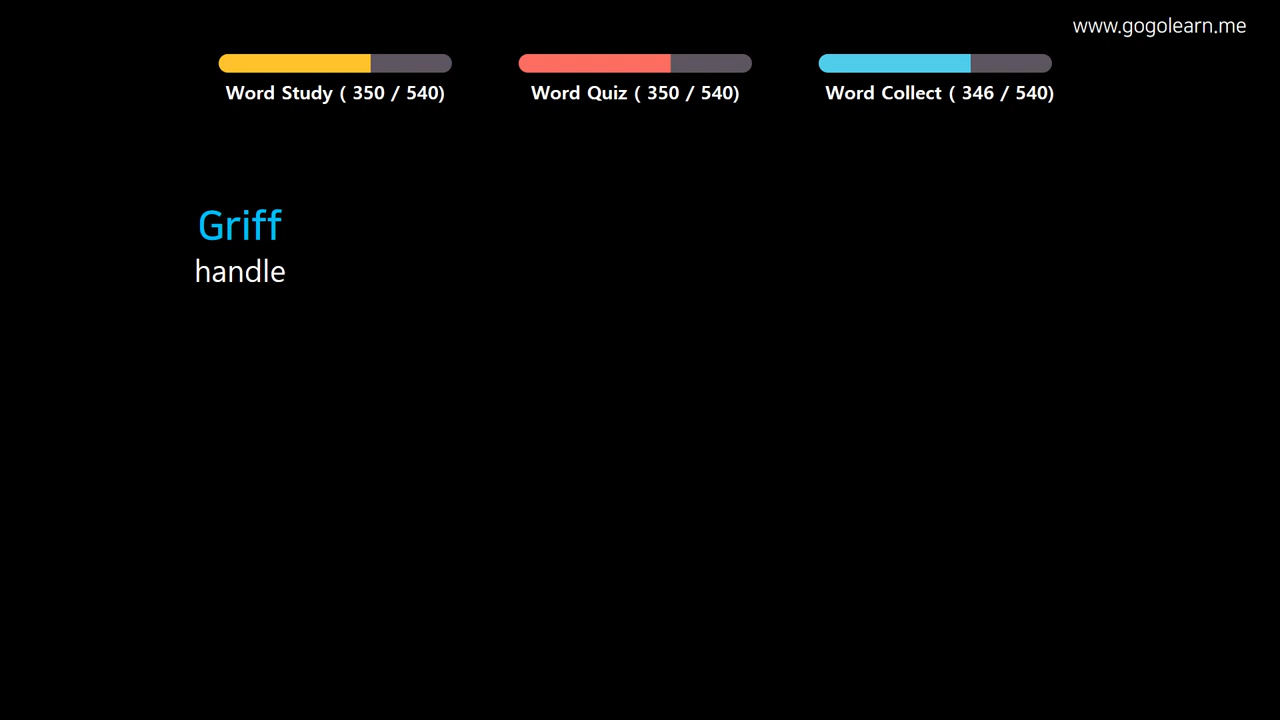 www.gogolearn.me
Word Study ( 350 / 540)
Word Quiz ( 350 / 540)
Word Collect ( 346 / 540)
Griff
handle